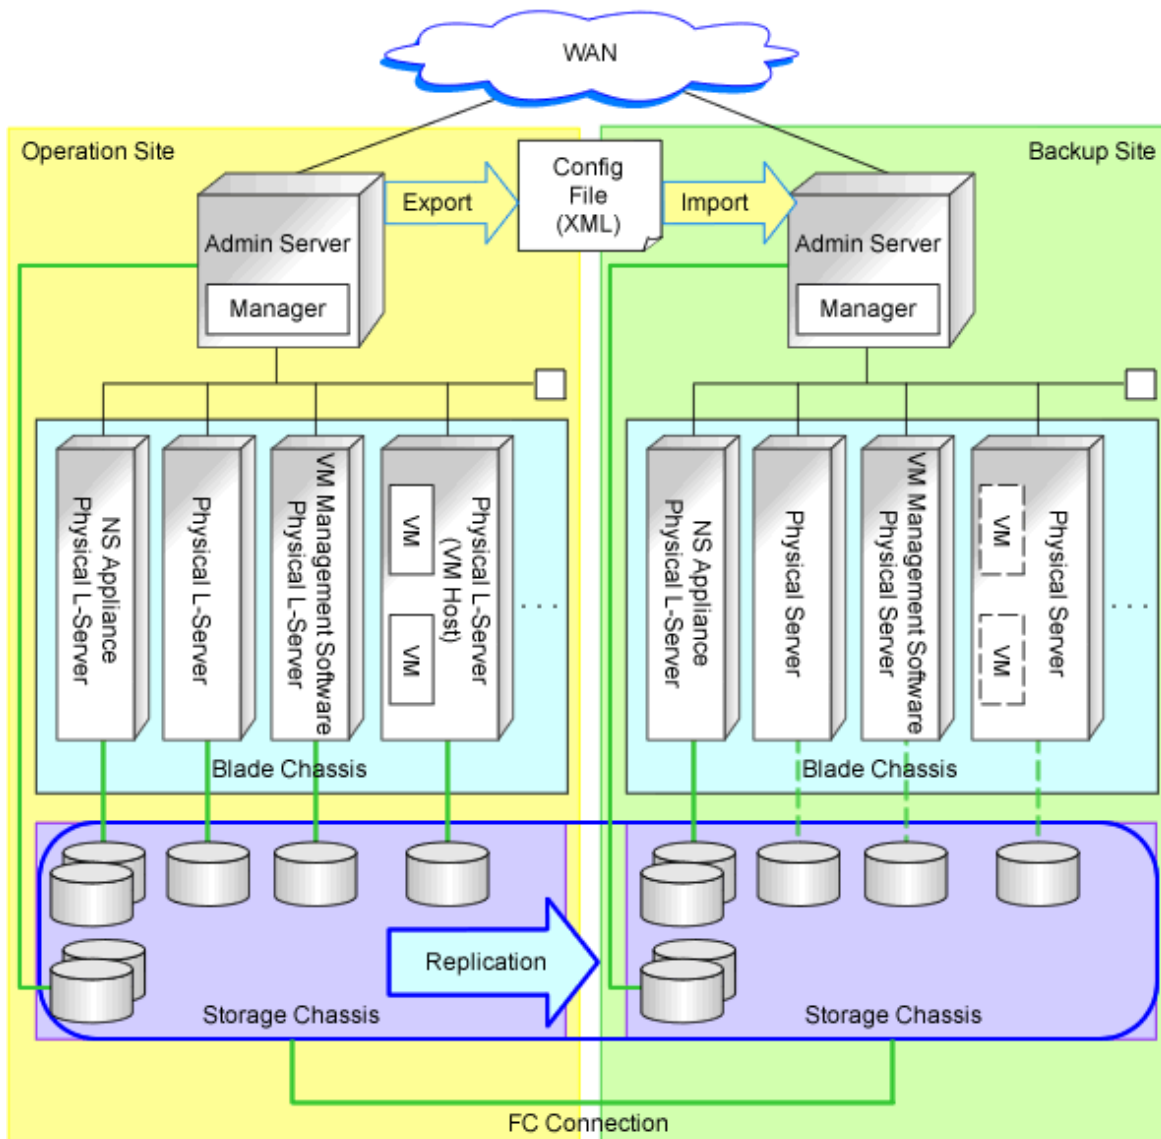 WAN
Operation Site
Backup Site
Config
File
(XML)
Export
Import
Admin Server
Manager
Admin Server
Manager
NS Appliance
Physical L-Server
Physical L-Server
VM Management Software
Physical L-Server
VM
VM
Physical L-Server
(VM Host)
. . .
Blade Chassis
NS Appliance
Physical L-Server
Physical Server
VM Management Software
Physical Server
VM
VM
Physical Server
. . .
Blade Chassis
Replication
Storage Chassis
Storage Chassis
FC Connection